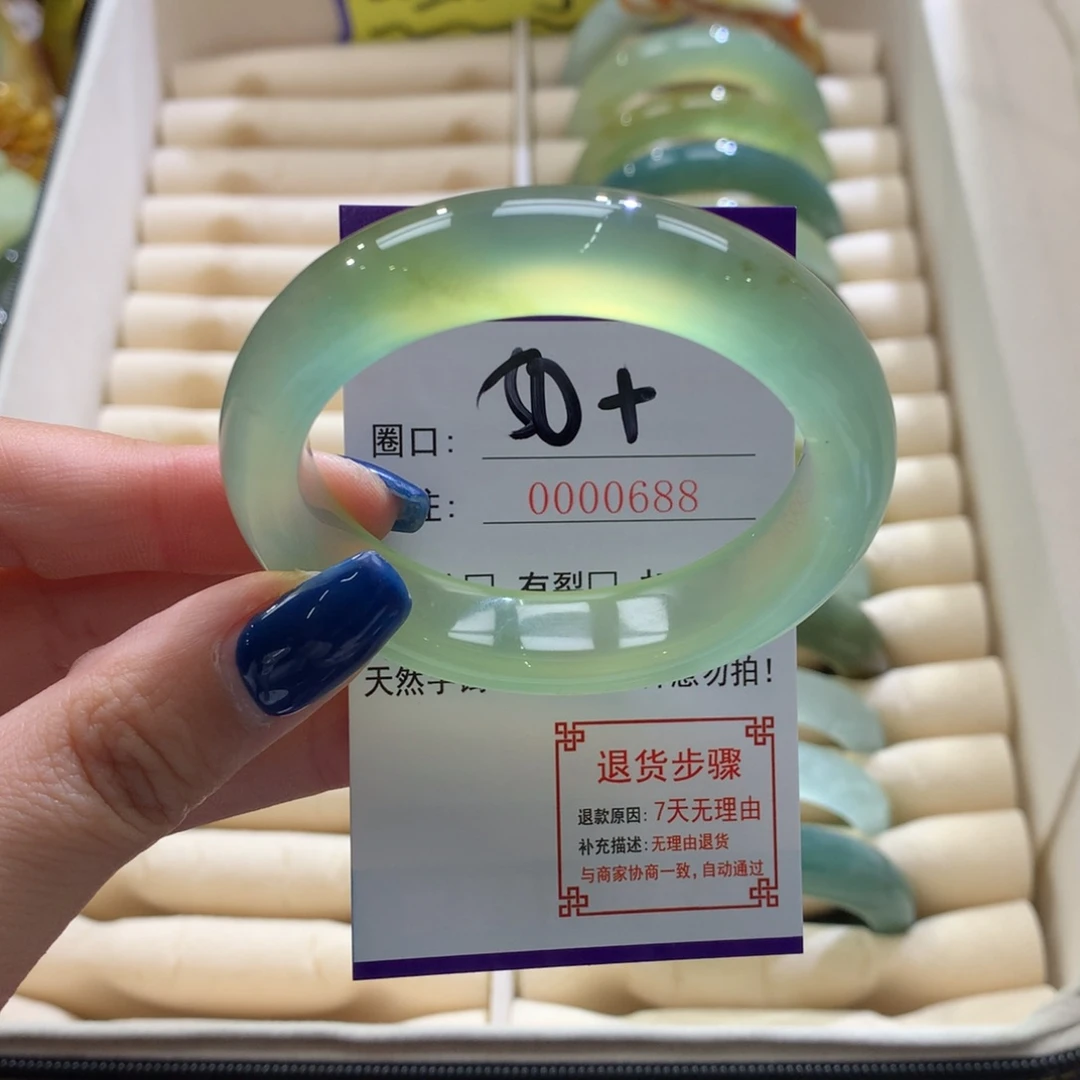 圈口：
注： 0000688
有裂口
天然 勿拍！
退货步骤
退款原因：7天无理由
补充描述：无理由退货
与商家协商一致，自动通过